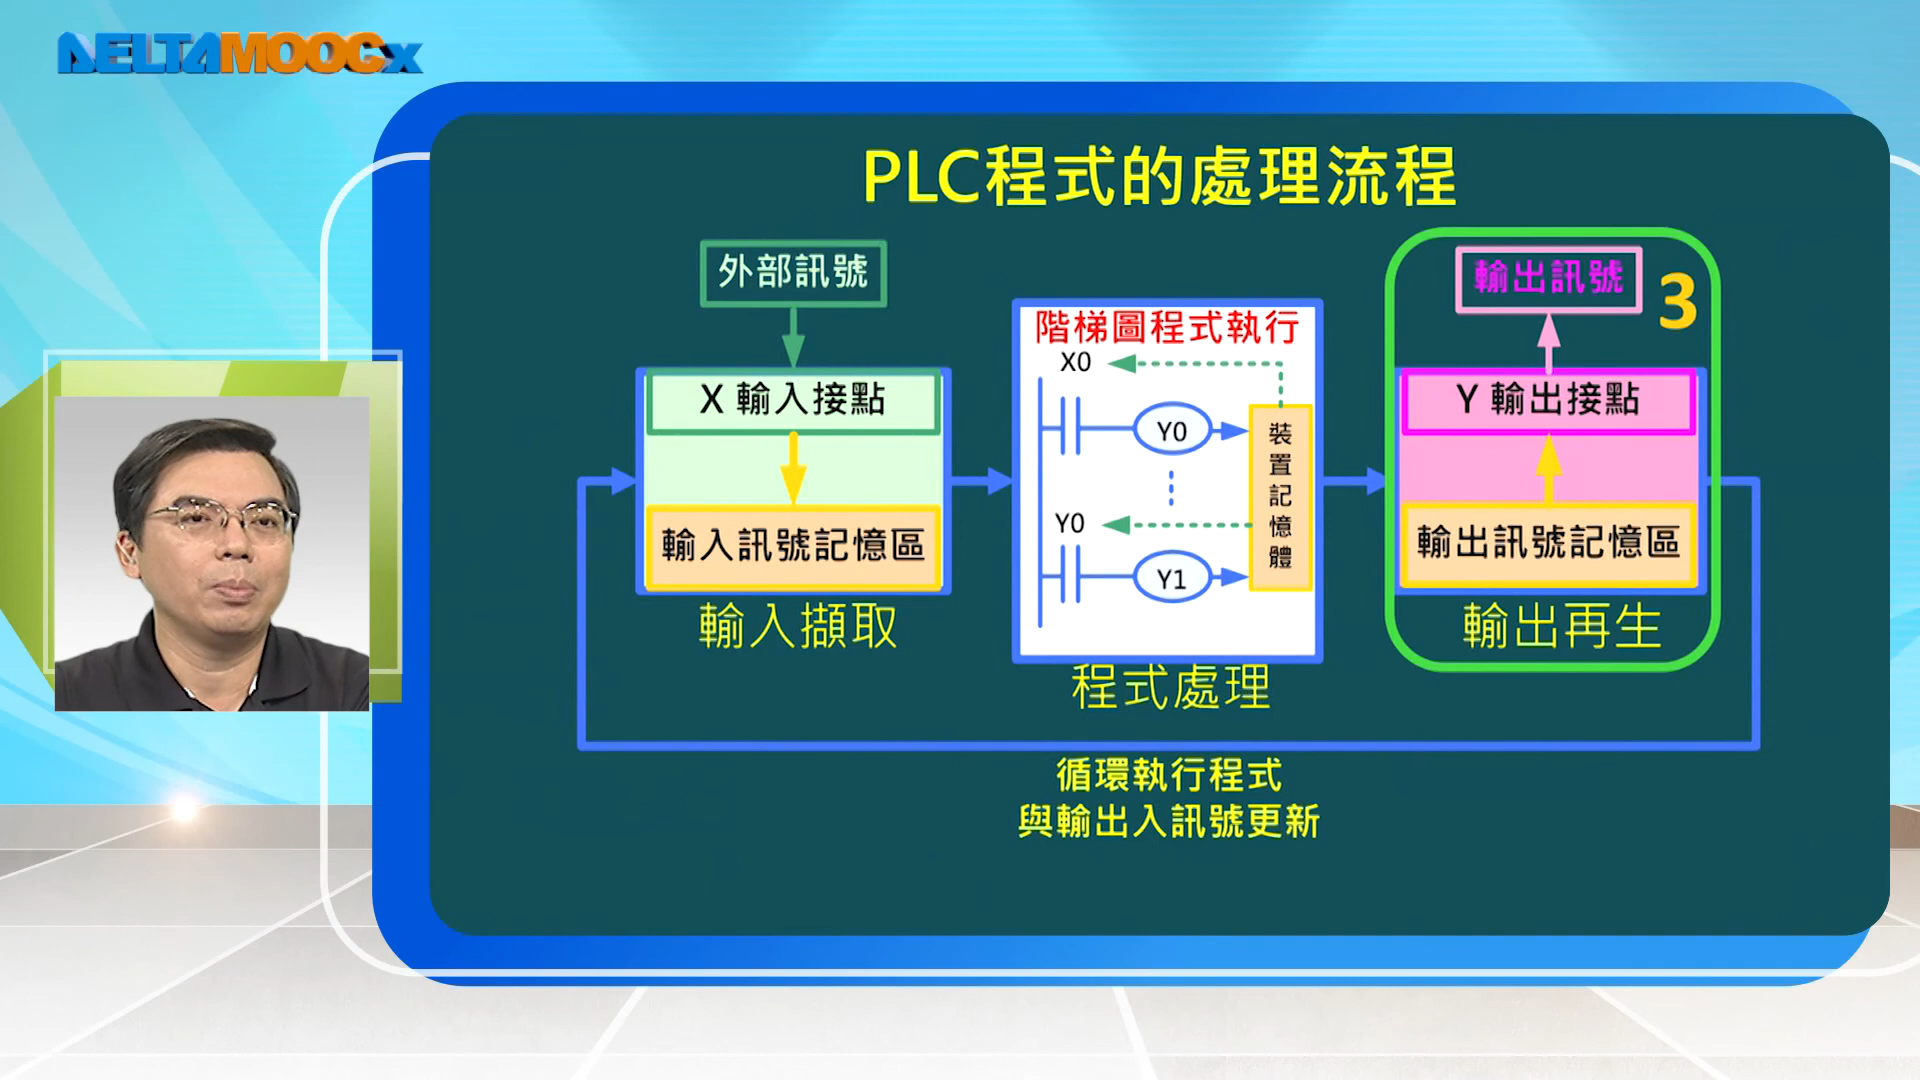 DELTAMOOCx
PLC程式的處理流程
外部訊號
X 輸入接點
輸入訊號記憶區
輸入擷取
階梯圖程式執行
X0
Y0
Y0
Y1
裝置記憶體
程式處理
輸出訊號
3
Y 輸出接點
輸出訊號記憶區
輸出再生
循環執行程式
與輸出入訊號更新